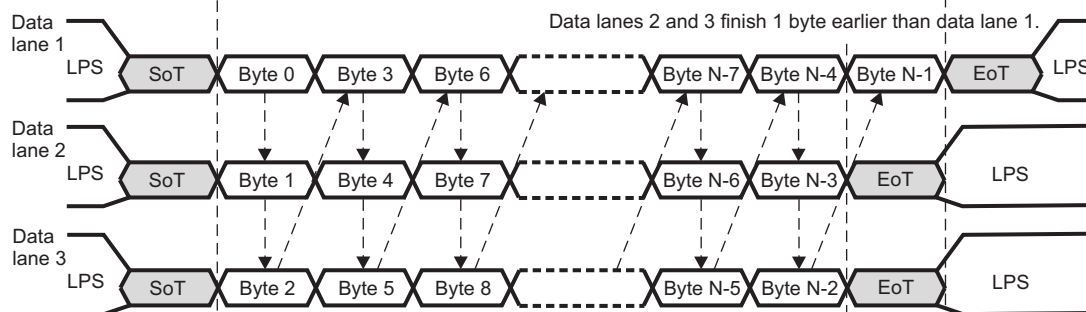 Data lanes 2 and 3 finish 1 byte earlier than data lane 1.
Data
lane 1
LPS SoT Byte 0 Byte 3 Byte 6 Byte N-7 Byte N-4 Byte N-1 EoT LPS
Data
lane 2
LPS SoT Byte 1 Byte 4 Byte 7 Byte N-6 Byte N-3 EoT LPS
Data
lane 3
LPS SoT Byte 2 Byte 5 Byte 8 Byte N-5 Byte N-2 EoT LPS